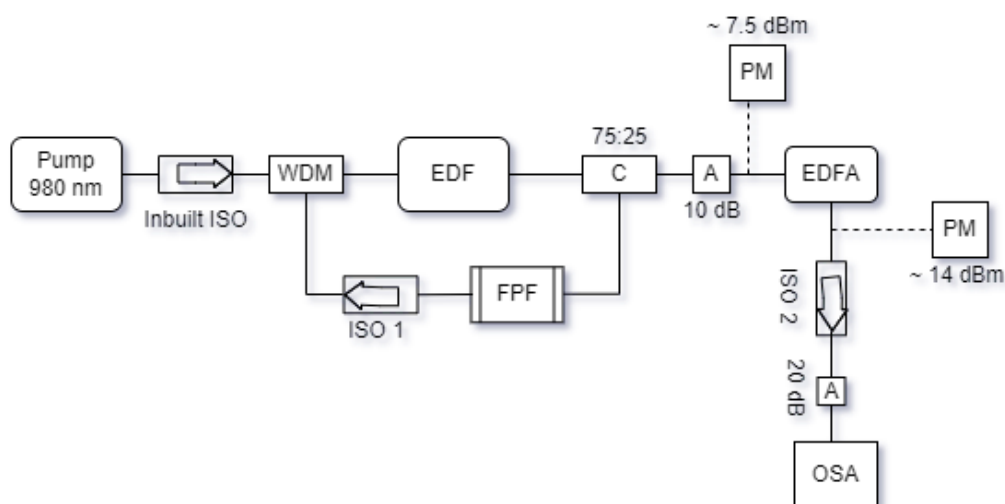 ~ 7.5 dBm
PM
75:25
Pump
980 nm
WDM
EDF
C
A
EDFA
Inbuilt ISO
10 dB
PM
~ 14 dBm
FPF
ISO 1
ISO 2
20 dB
A
OSA